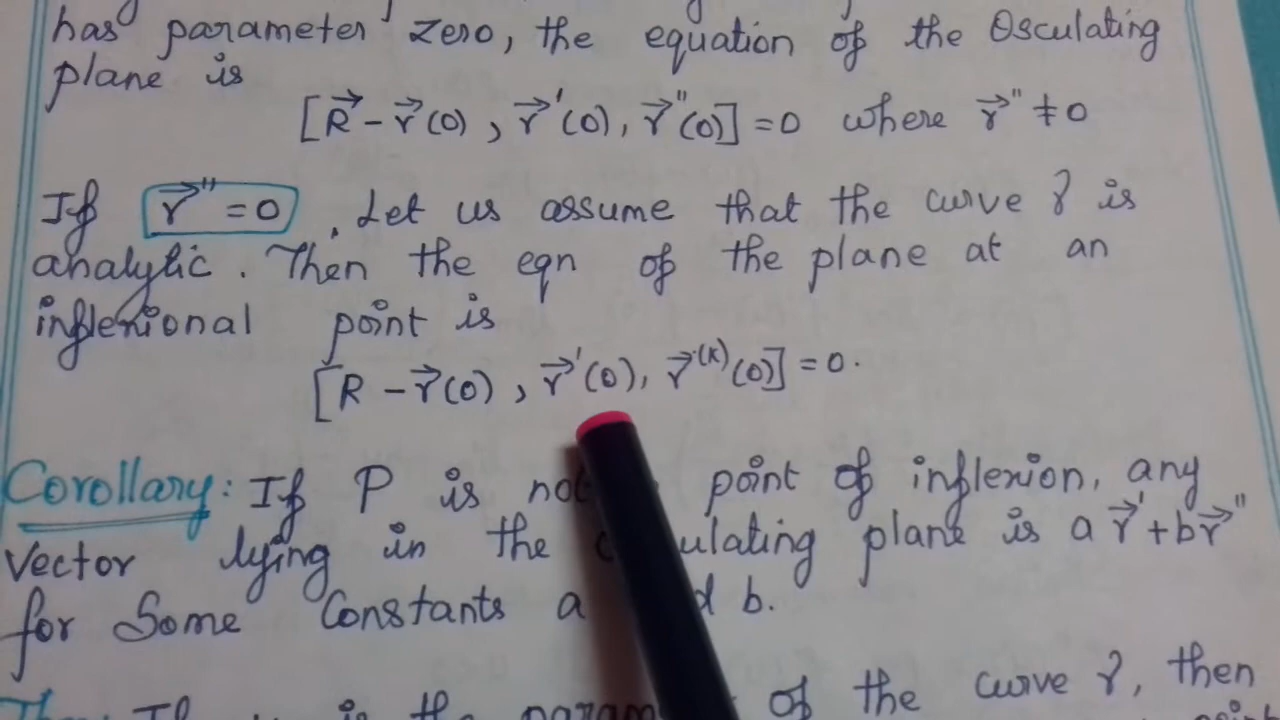 has parameter zero, the equation of the Osculating
plane is
[R⃗ - r⃗(0), r⃗'(0), r⃗''(0)] = 0 where r⃗'' ≠ 0
If r⃗'' = 0, Let us assume that the curve γ is
analytic. Then the eqn of the plane at an
inflexional point is
[R - r⃗(0), r⃗'(0), r⃗^(k)(0)] = 0.
Corollary: If P is not point of inflexion, any
vector lying in the plane is a r⃗' + b r⃗''
for Some Constants a b.
of the curve γ, then